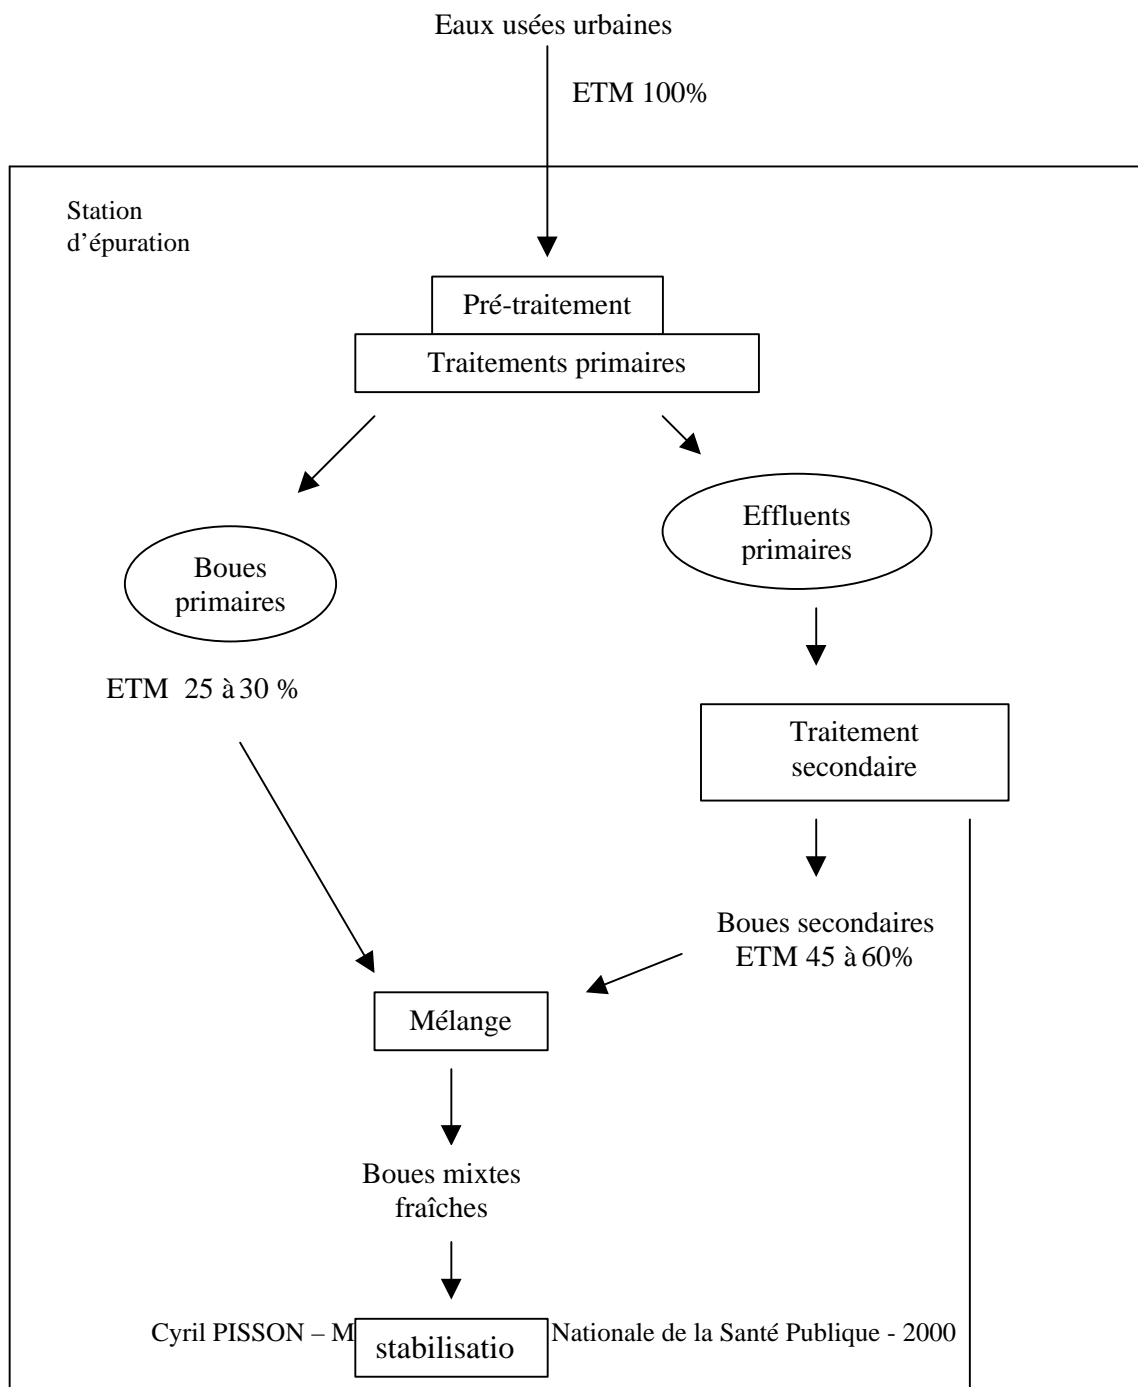 Eaux usées urbaines
ETM 100%
Station
d’épuration
Pré-traitement
Traitements primaires
Effluents
primaires
Boues
primaires
ETM 25 à 30 %
Traitement
secondaire
Boues secondaires
ETM 45 à 60%
Mélange
Boues mixtes
fraîches
Cyril PISSON – M
stabilisatio
Nationale de la Santé Publique - 2000